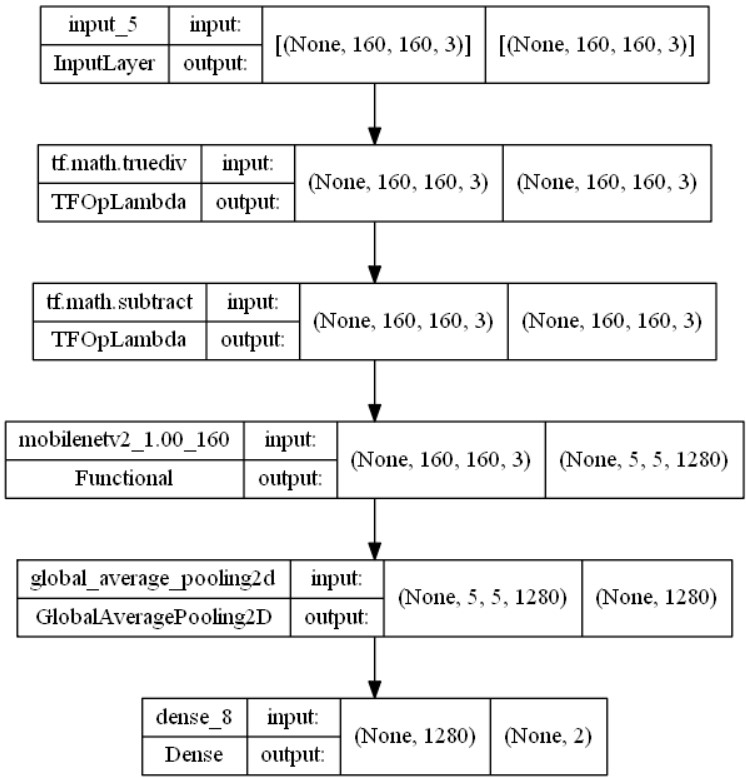 input_5 input: [(None, 160, 160, 3)] [(None, 160, 160, 3)]
InputLayer output:
tf.math.truediv input: (None, 160, 160, 3) (None, 160, 160, 3)
TFOpLambda output:
tf.math.subtract input: (None, 160, 160, 3) (None, 160, 160, 3)
TFOpLambda output:
mobilenetv2_1.00_160 input: (None, 160, 160, 3) (None, 5, 5, 1280)
Functional output:
global_average_pooling2d input: (None, 5, 5, 1280) (None, 1280)
GlobalAveragePooling2D output:
dense_8 input: (None, 1280) (None, 2)
Dense output: